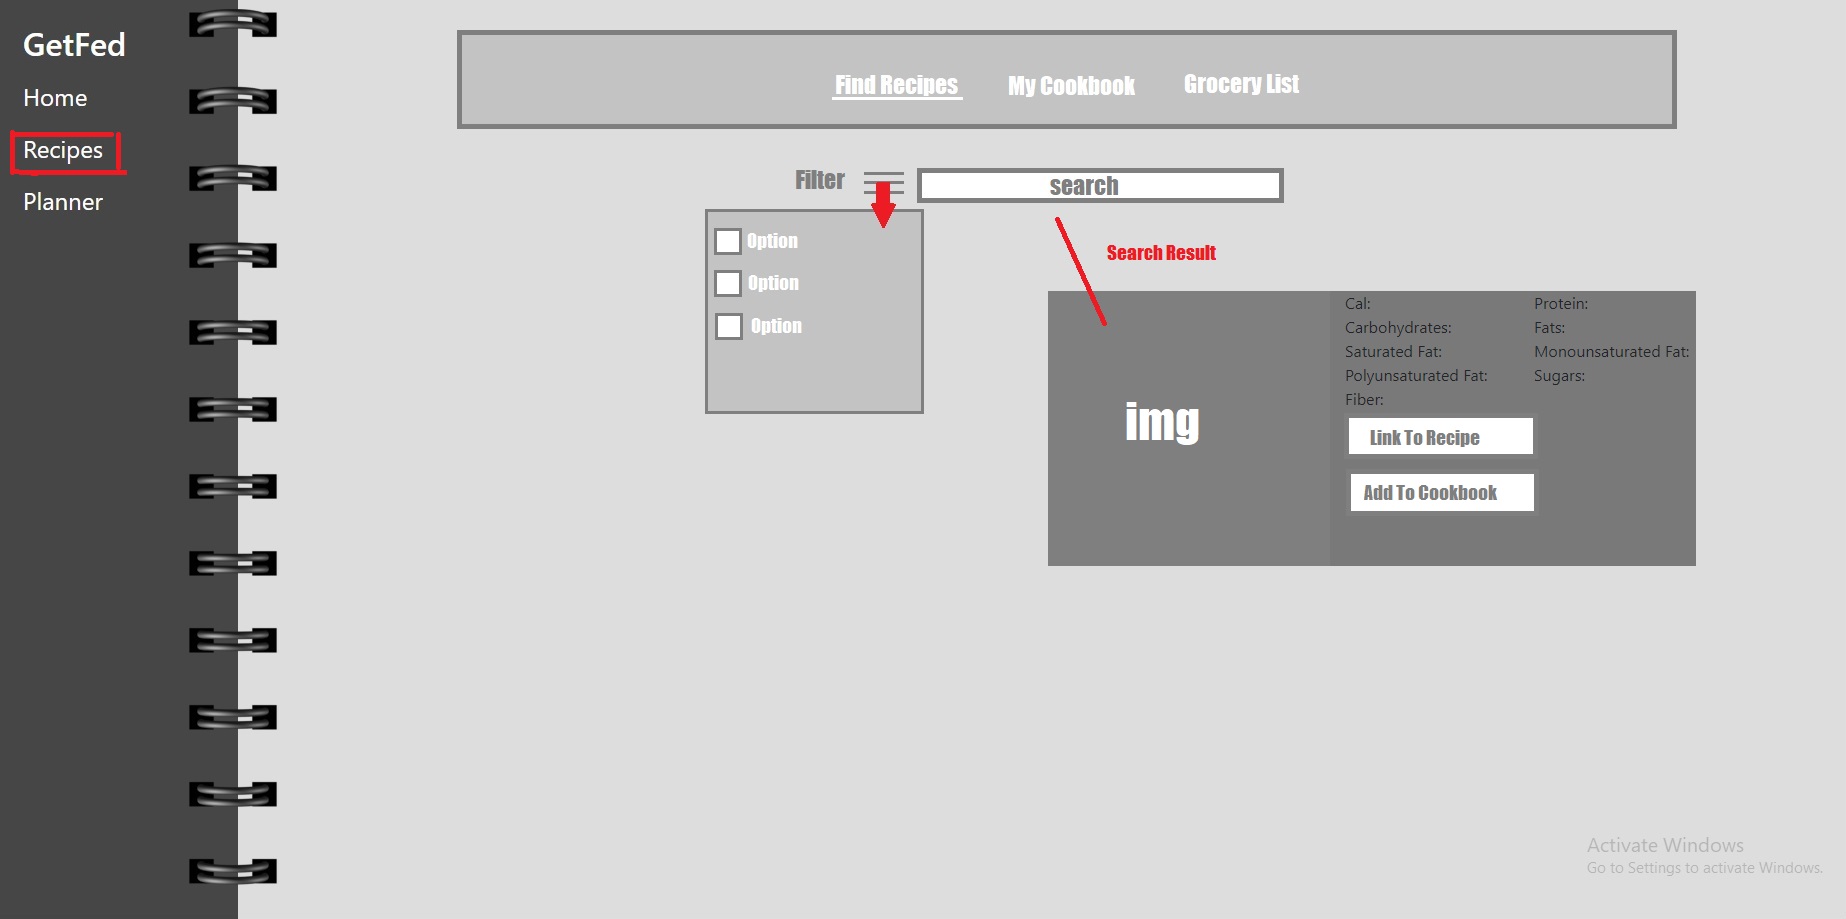 GetFed
Home
Recipes
Planner
Find Recipes My Cookbook Grocery List
Filter search
Option
Option
Option
Search Result
img
Cal: Protein:
Carbohydrates: Fats:
Saturated Fat: Monounsaturated Fat:
Polyunsaturated Fat: Sugars:
Fiber:
Link To Recipe
Add To Cookbook
Activate Windows
Go to Settings to activate Windows.